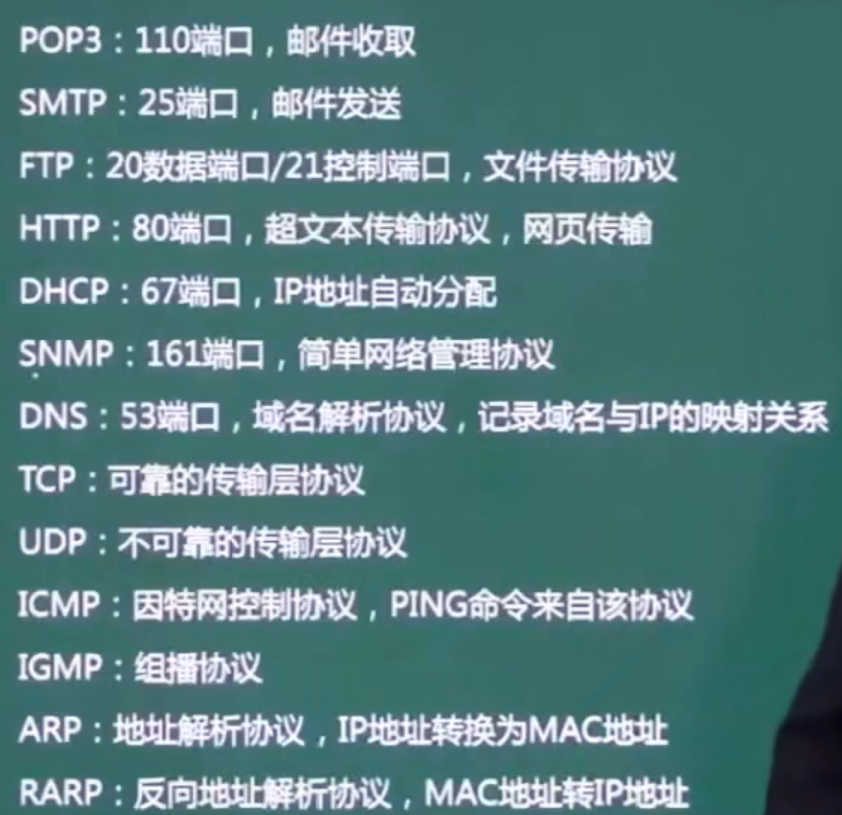 POP3：110端口，邮件收取
SMTP：25端口，邮件发送
FTP：20数据端口/21控制端口，文件传输协议
HTTP：80端口，超文本传输协议，网页传输
DHCP：67端口，IP地址自动分配
SNMP：161端口，简单网络管理协议
DNS：53端口，域名解析协议，记录域名与IP的映射关系
TCP：可靠的传输层协议
UDP：不可靠的传输层协议
ICMP：因特网控制协议，PING命令来自该协议
IGMP：组播协议
ARP：地址解析协议，IP地址转换为MAC地址
RARP：反向地址解析协议，MAC地址转IP地址